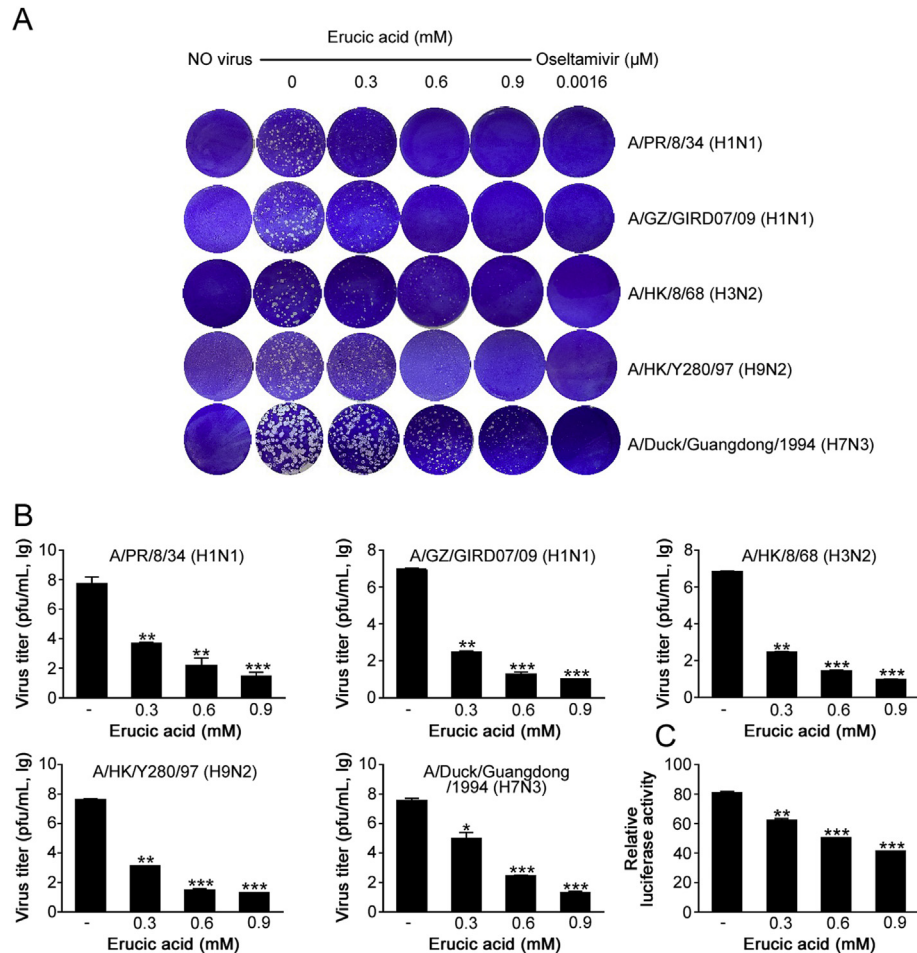 A
Erucic acid (mM)
NO virus
Oseltamivir (μM)
0 0.3 0.6 0.9 0.0016
A/PR/8/34 (H1N1)
A/GZ/GIRD07/09 (H1N1)
A/HK/8/68 (H3N2)
A/HK/Y280/97 (H9N2)
A/Duck/Guangdong/1994 (H7N3)
B
A/PR/8/34 (H1N1)
Virus titer (pfu/mL, lg)
10
8
6
4
2
0
**
**
***
- 0.3 0.6 0.9
Erucic acid (mM)
A/GZ/GIRD07/09 (H1N1)
Virus titer (pfu/mL, lg)
8
6
4
2
0
**
***
***
- 0.3 0.6 0.9
Erucic acid (mM)
A/HK/8/68 (H3N2)
Virus titer (pfu/mL, lg)
8
6
4
2
0
**
***
***
- 0.3 0.6 0.9
Erucic acid (mM)
A/HK/Y280/97 (H9N2)
Virus titer (pfu/mL, lg)
10
8
6
4
2
0
**
***
***
- 0.3 0.6 0.9
Erucic acid (mM)
A/Duck/Guangdong
/1994 (H7N3)
Virus titer (pfu/mL, lg)
10
8
6
4
2
0
*
***
***
- 0.3 0.6 0.9
Erucic acid (mM)
C
Relative
luciferase activity
100
80
60
40
20
0
**
***
***
- 0.3 0.6 0.9
Erucic acid (mM)